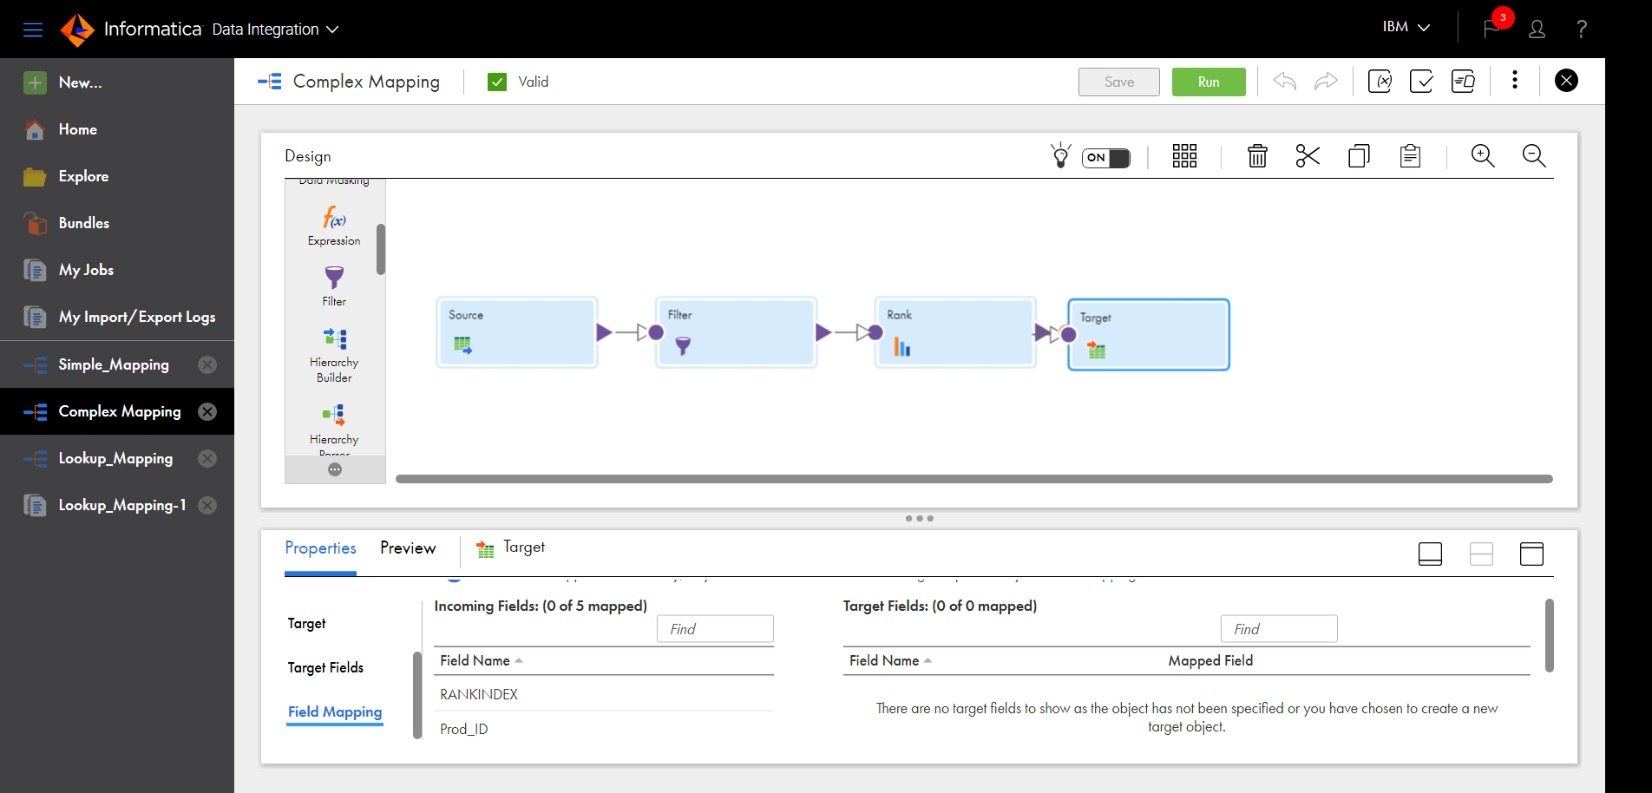 Informatica Data Integration
IBM
3
?
New...
Home
Explore
Bundles
My Jobs
My Import/Export Logs
Simple_Mapping
Complex Mapping
Lookup_Mapping
Lookup_Mapping-1
Complex Mapping
Valid
Save
Run
(x)
Design
ON
Data Masking
f(x)
Expression
Filter
Hierarchy
Builder
Hierarchy
Parser
Source
Filter
Rank
Target
Properties
Preview
Target
Target
Target Fields
Field Mapping
Incoming Fields: (0 of 5 mapped)
Find
Field Name
RANKINDEX
Prod_ID
Target Fields: (0 of 0 mapped)
Find
Field Name
Mapped Field
There are no target fields to show as the object has not been specified or you have chosen to create a new
target object.